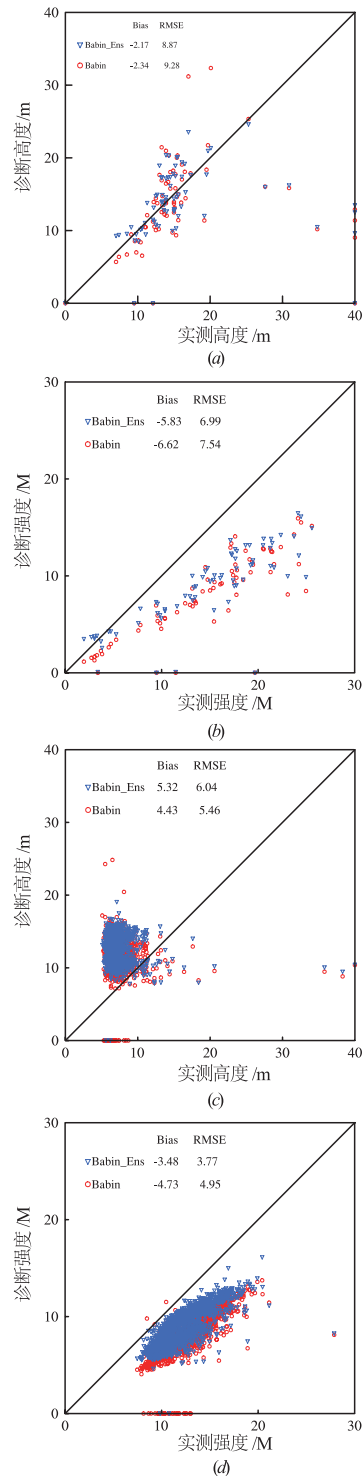 40
Bias RMSE
Babin_Ens -2.17 8.87
Babin -2.34 9.28
30
诊断高度/m
20
10
0
0 10 20 30 40
实测高度 /m
(a)
30
Bias RMSE
Babin_Ens -5.83 6.99
Babin -6.62 7.54
20
诊断强度 /M
10
0
0 10 20 30
实测强度 /M
(b)
40
Bias RMSE
Babin_Ens 5.32 6.04
Babin 4.43 5.46
30
诊断高度/m
20
10
0
0 10 20 30 40
实测高度 /m
(c)
30
Bias RMSE
Babin_Ens -3.48 3.77
Babin -4.73 4.95
20
诊断强度 /M
10
0
0 10 20 30
实测强度 /M
(d)